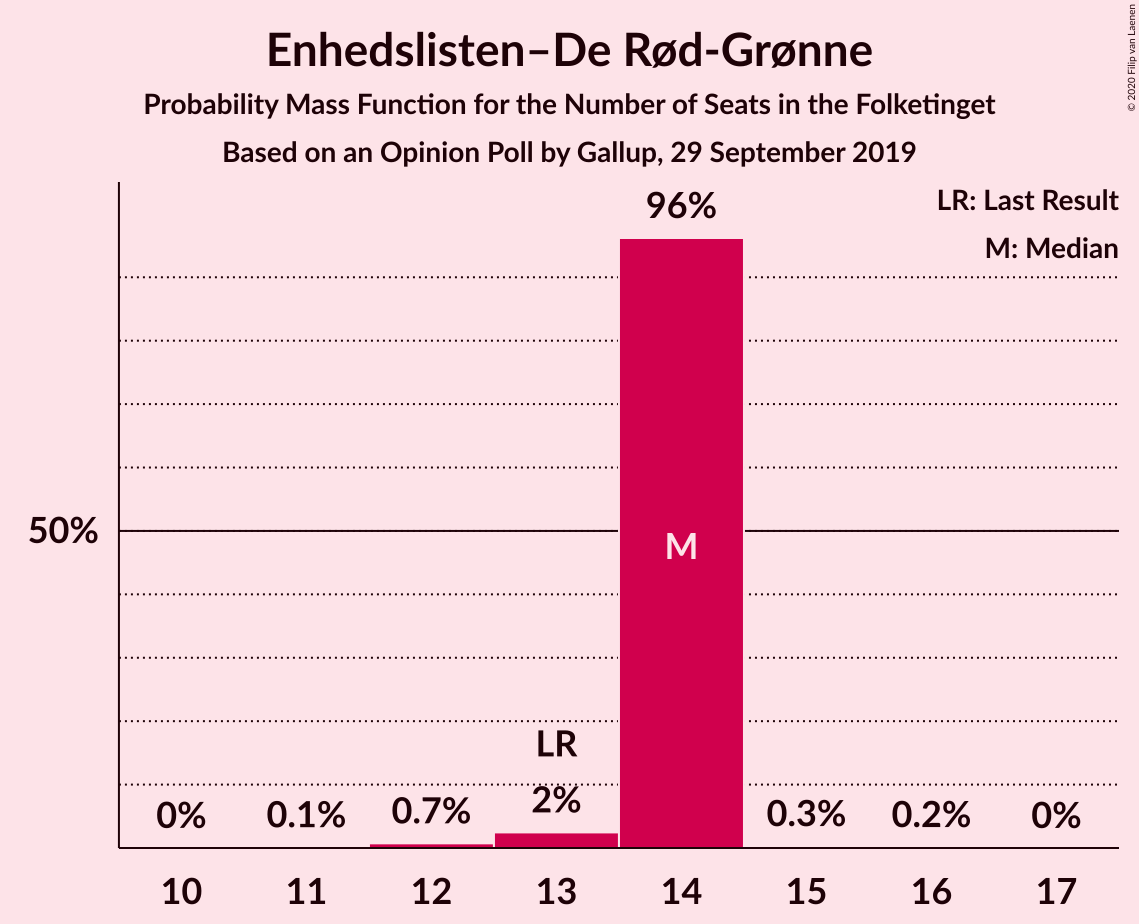 Enhedslisten–De Rød-Grønne
Probability Mass Function for the Number of Seats in the Folketinget
Based on an Opinion Poll by Gallup, 29 September 2019
© 2020 Filip van Laenen
LR: Last Result
M: Median
96%
50%
M
LR
0%
0.1%
0.7%
2%
0.3%
0.2%
0%
10 11 12 13 14 15 16 17